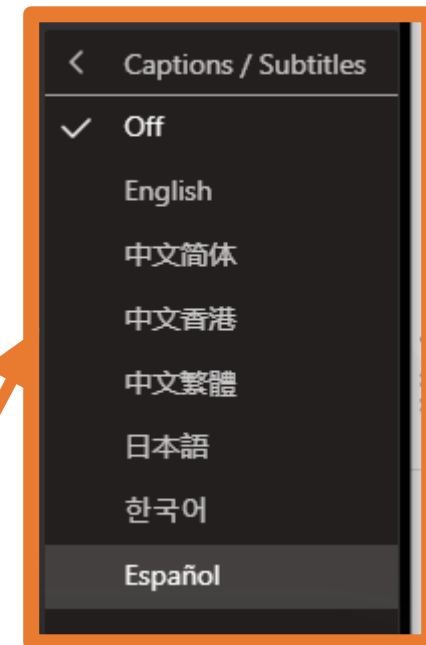 Captions / Subtitles
Off
English
中文简体
中文香港
中文繁體
日本語
한국어
Español